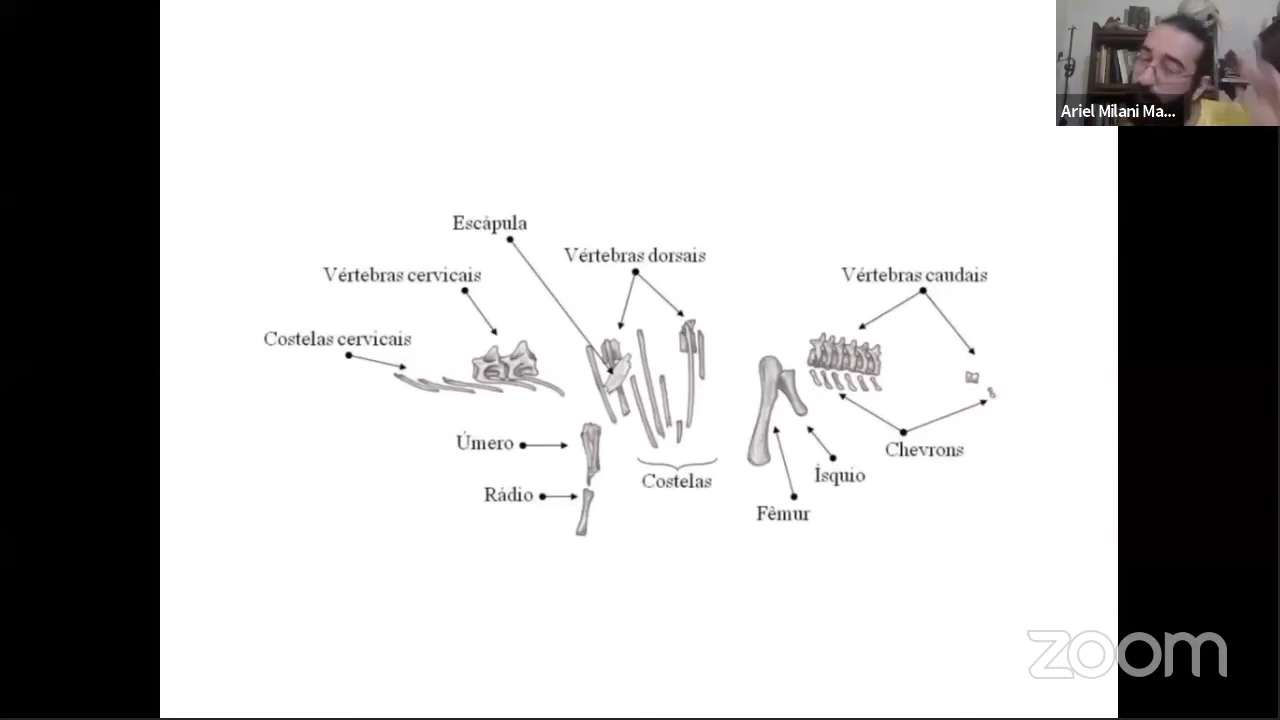 Ariel Milani Ma...
Escápula
Vértebras dorsais
Vértebras cervicais
Vértebras caudais
Costelas cervicais
Úmero
Chevrons
Costelas
Ísquio
Rádio
Fêmur
zoom